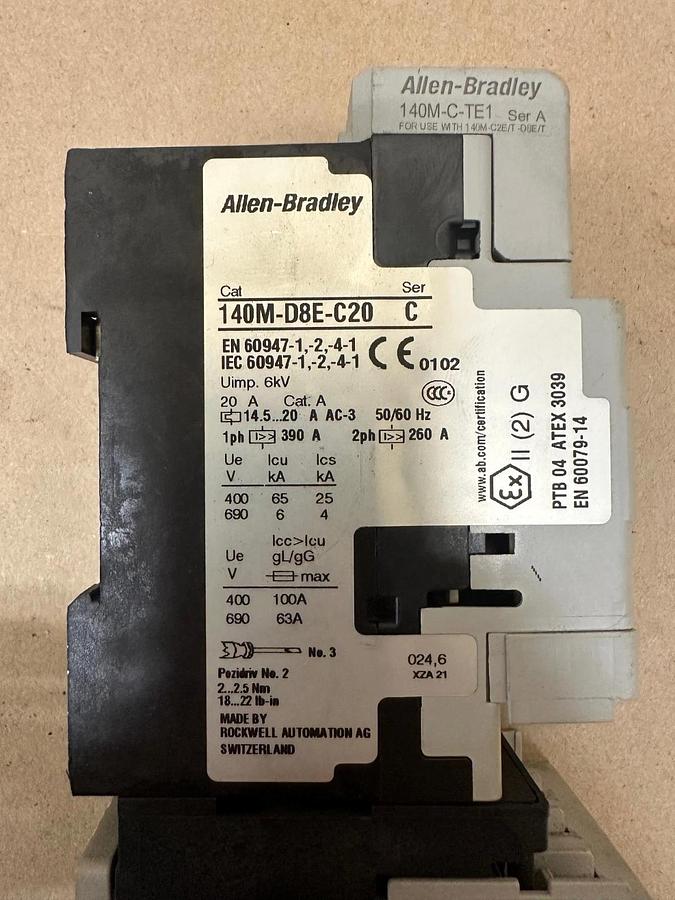 Allen-Bradley
140M-C-TE1 Ser A
FOR USE WITH 140M-C2E/T -D8E/T
Allen-Bradley
Cat Ser
140M-D8E-C20 C
EN 60947-1,-2,-4-1
IEC 60947-1,-2,-4-1
CE 0102
Uimp. 6kV
CCC
20 A Cat. A
14.5...20 A AC-3 50/60 Hz
1ph I>> 390 A 2ph I>> 260 A
Ue Icu Ics
V kA kA
400 65 25
690 6 4
Icc>Icu
Ue gL/gG
V max
400 100A
690 63A
No. 3
Pozidriv No. 2
2...2.5 Nm
18...22 lb-in
MADE BY
ROCKWELL AUTOMATION AG
SWITZERLAND
024,6
XZA 21
www.ab.com/certification
Ex II (2) G
PTB 04 ATEX 3039
EN 60079-14